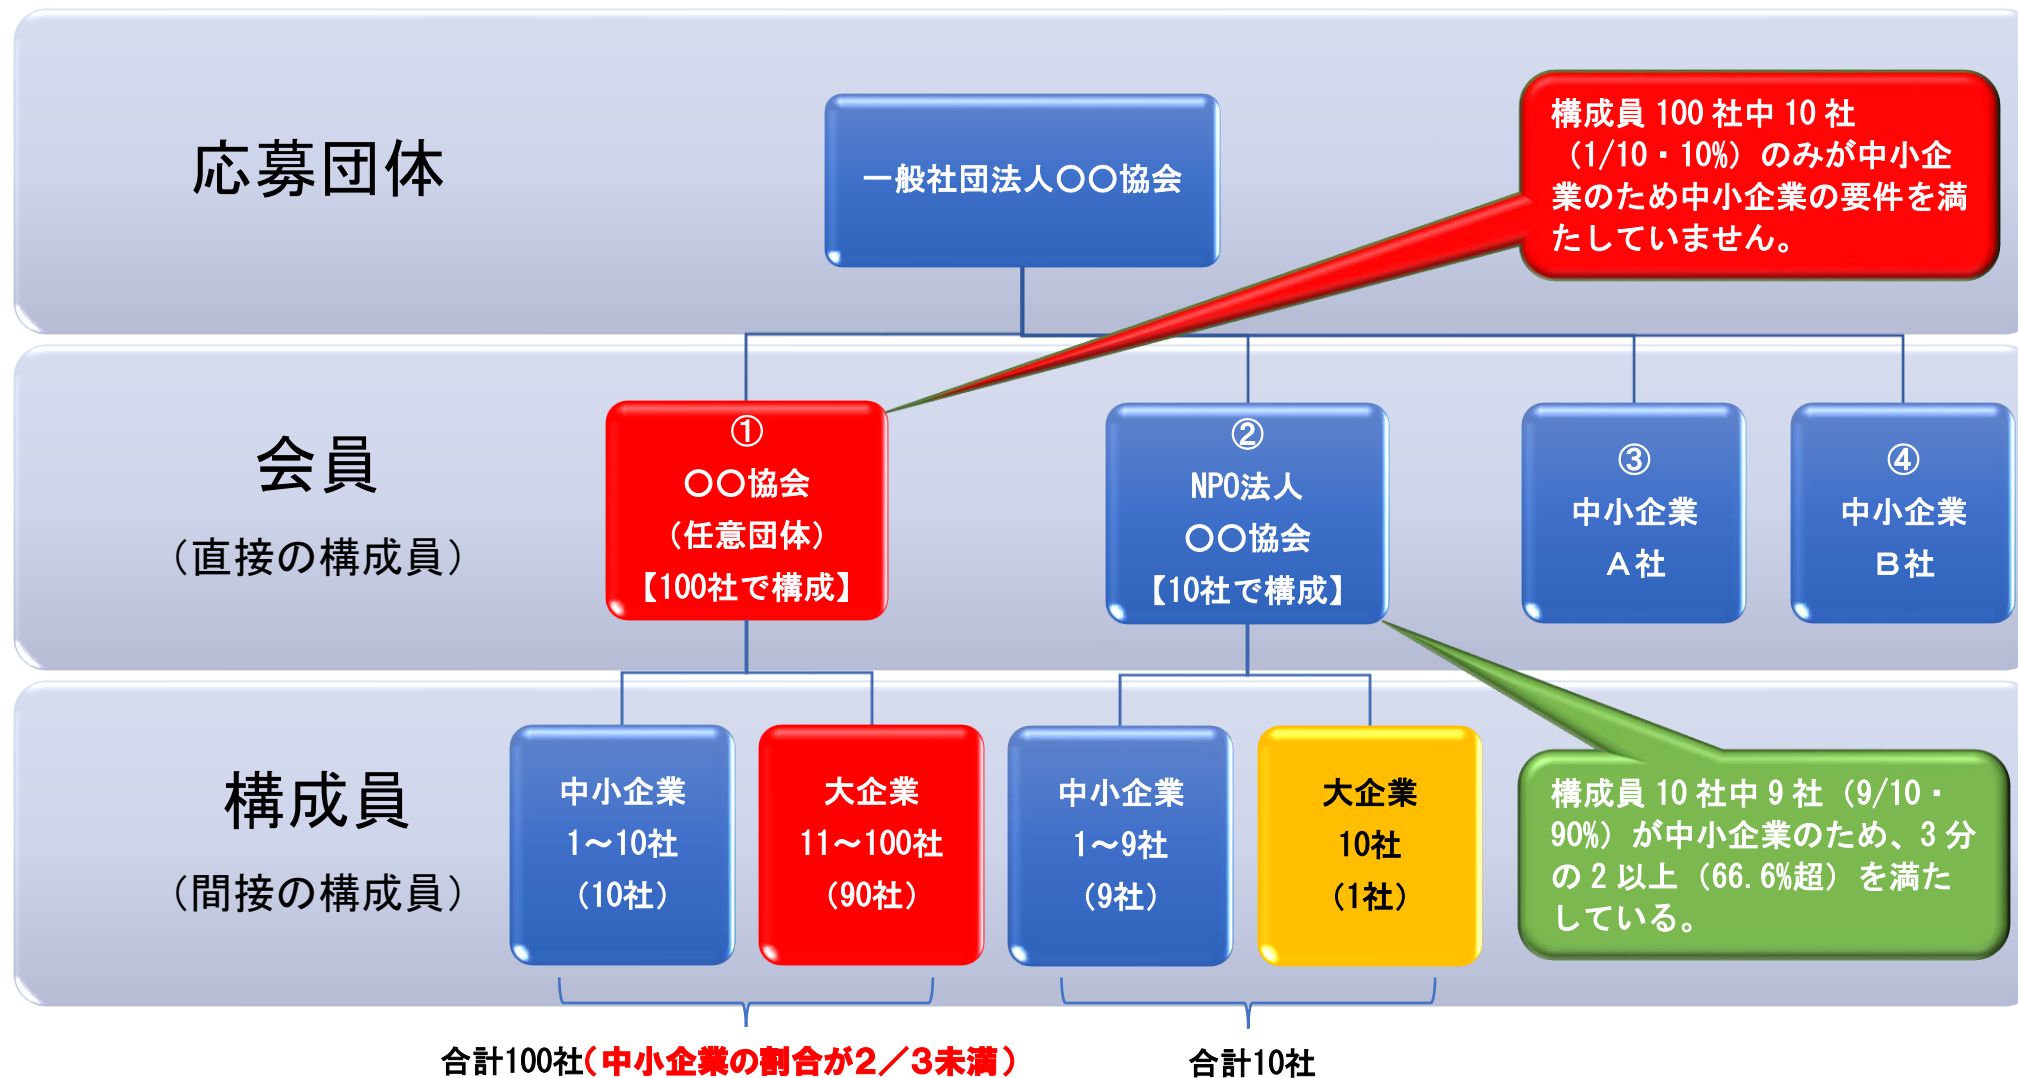 応募団体
一般社団法人〇〇協会
構成員 100 社中 10 社
（1/10・10%）のみが中小企
業のため中小企業の要件を満
たしていません。
会員
（直接の構成員）
①
〇〇協会
（任意団体）
【100社で構成】
②
NPO法人
〇〇協会
【10社で構成】
③
中小企業
Ａ社
④
中小企業
Ｂ社
構成員
（間接の構成員）
中小企業
1～10社
（10社）
大企業
11～100社
（90社）
中小企業
1～9社
（9社）
大企業
10社
（1社）
構成員 10 社中 9 社（9/10・
90%）が中小企業のため、3 分
の 2 以上（66.6%超）を満た
している。
合計100社（中小企業の割合が２／３未満）
合計10社